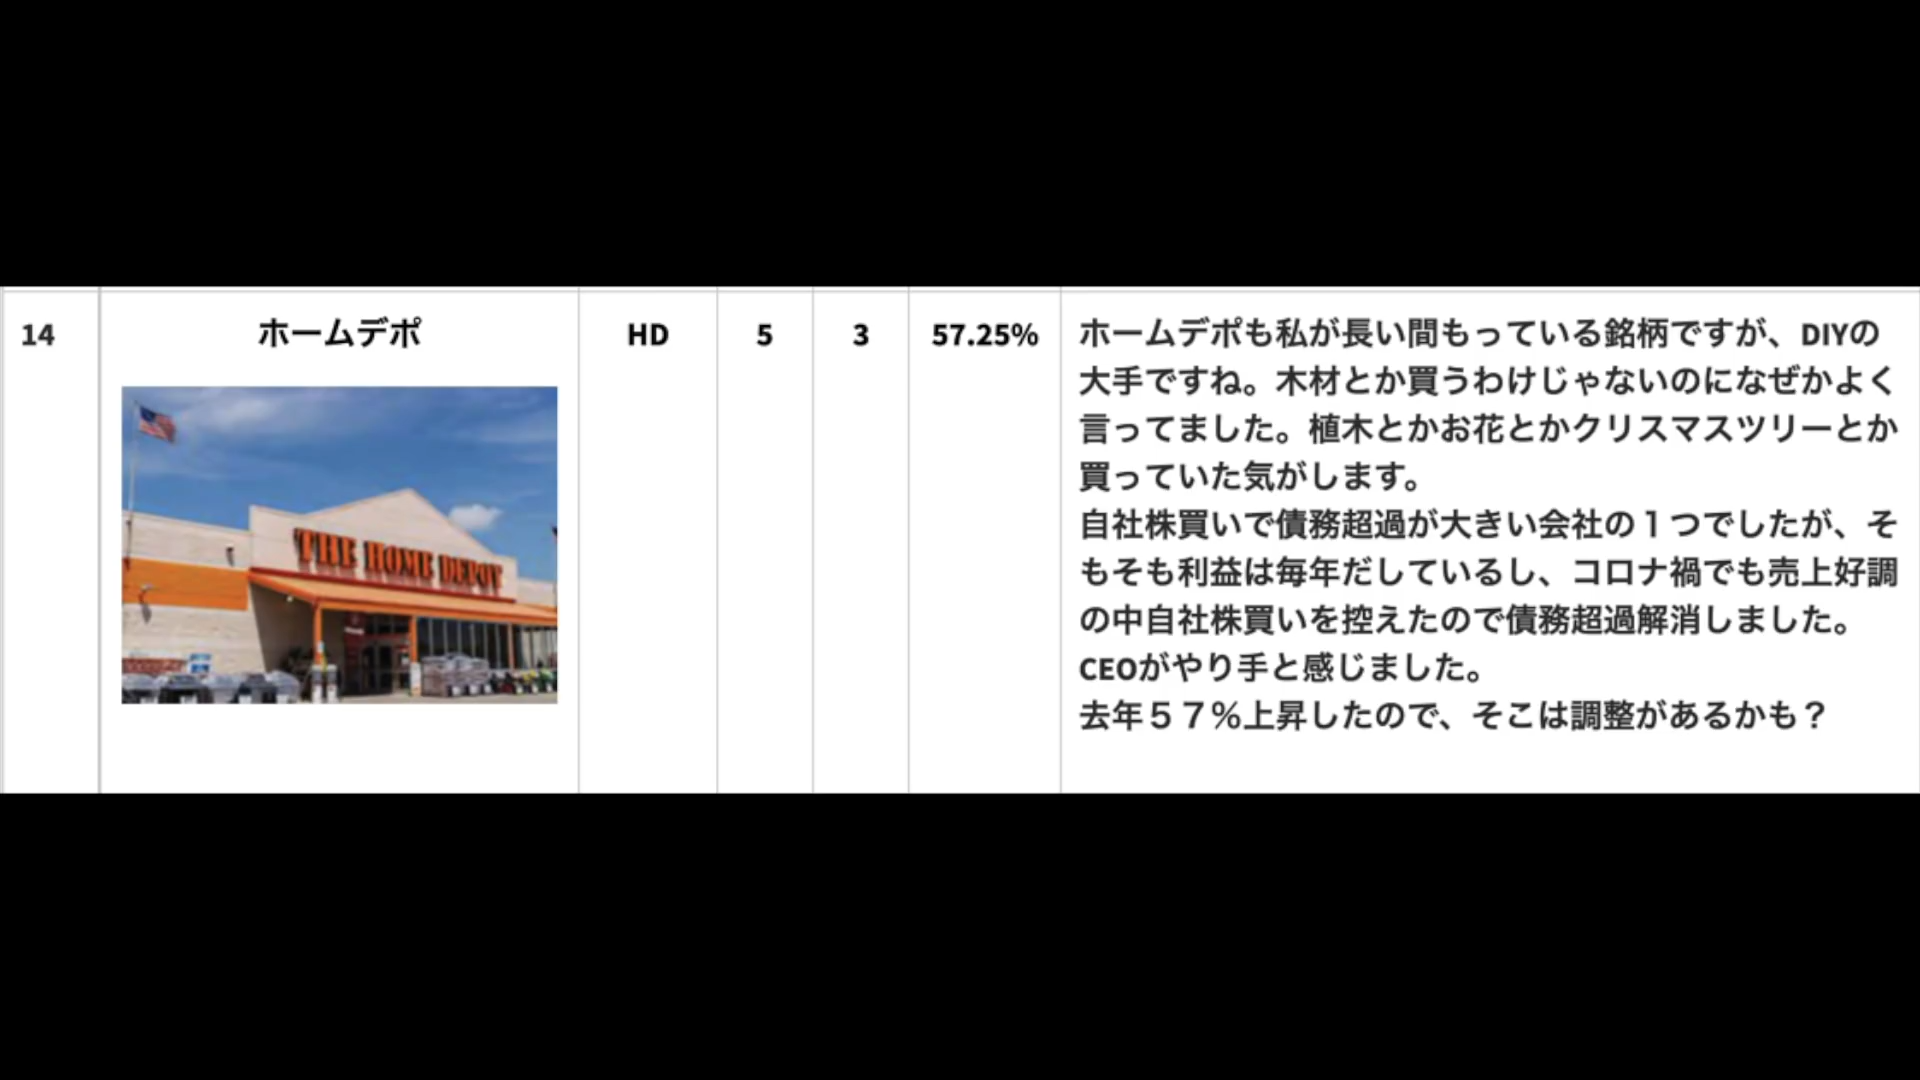 14
ホームデポ
HD
5
3
57.25%
THE HOME DEPOT
ホームデポも私が長い間もっている銘柄ですが、DIYの
大手ですね。木材とか買うわけじゃないのになぜかよく
言ってました。植木とかお花とかクリスマスツリーとか
買っていた気がします。
自社株買いで債務超過が大きい会社の１つでしたが、そ
もそも利益は毎年だしているし、コロナ禍でも売上好調
の中自社株買いを控えたので債務超過解消しました。
CEOがやり手と感じました。
去年５７％上昇したので、そこは調整があるかも？